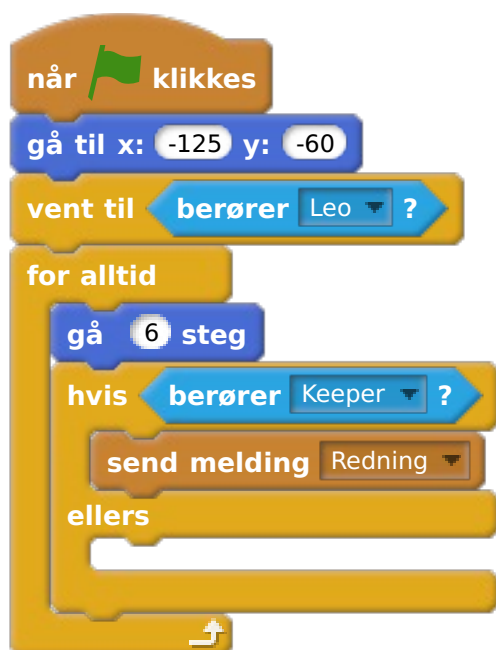 når klikkes
gå til x: -125 y: -60
vent til berører Leo ?
for alltid
gå 6 steg
hvis berører Keeper ?
send melding Redning
ellers